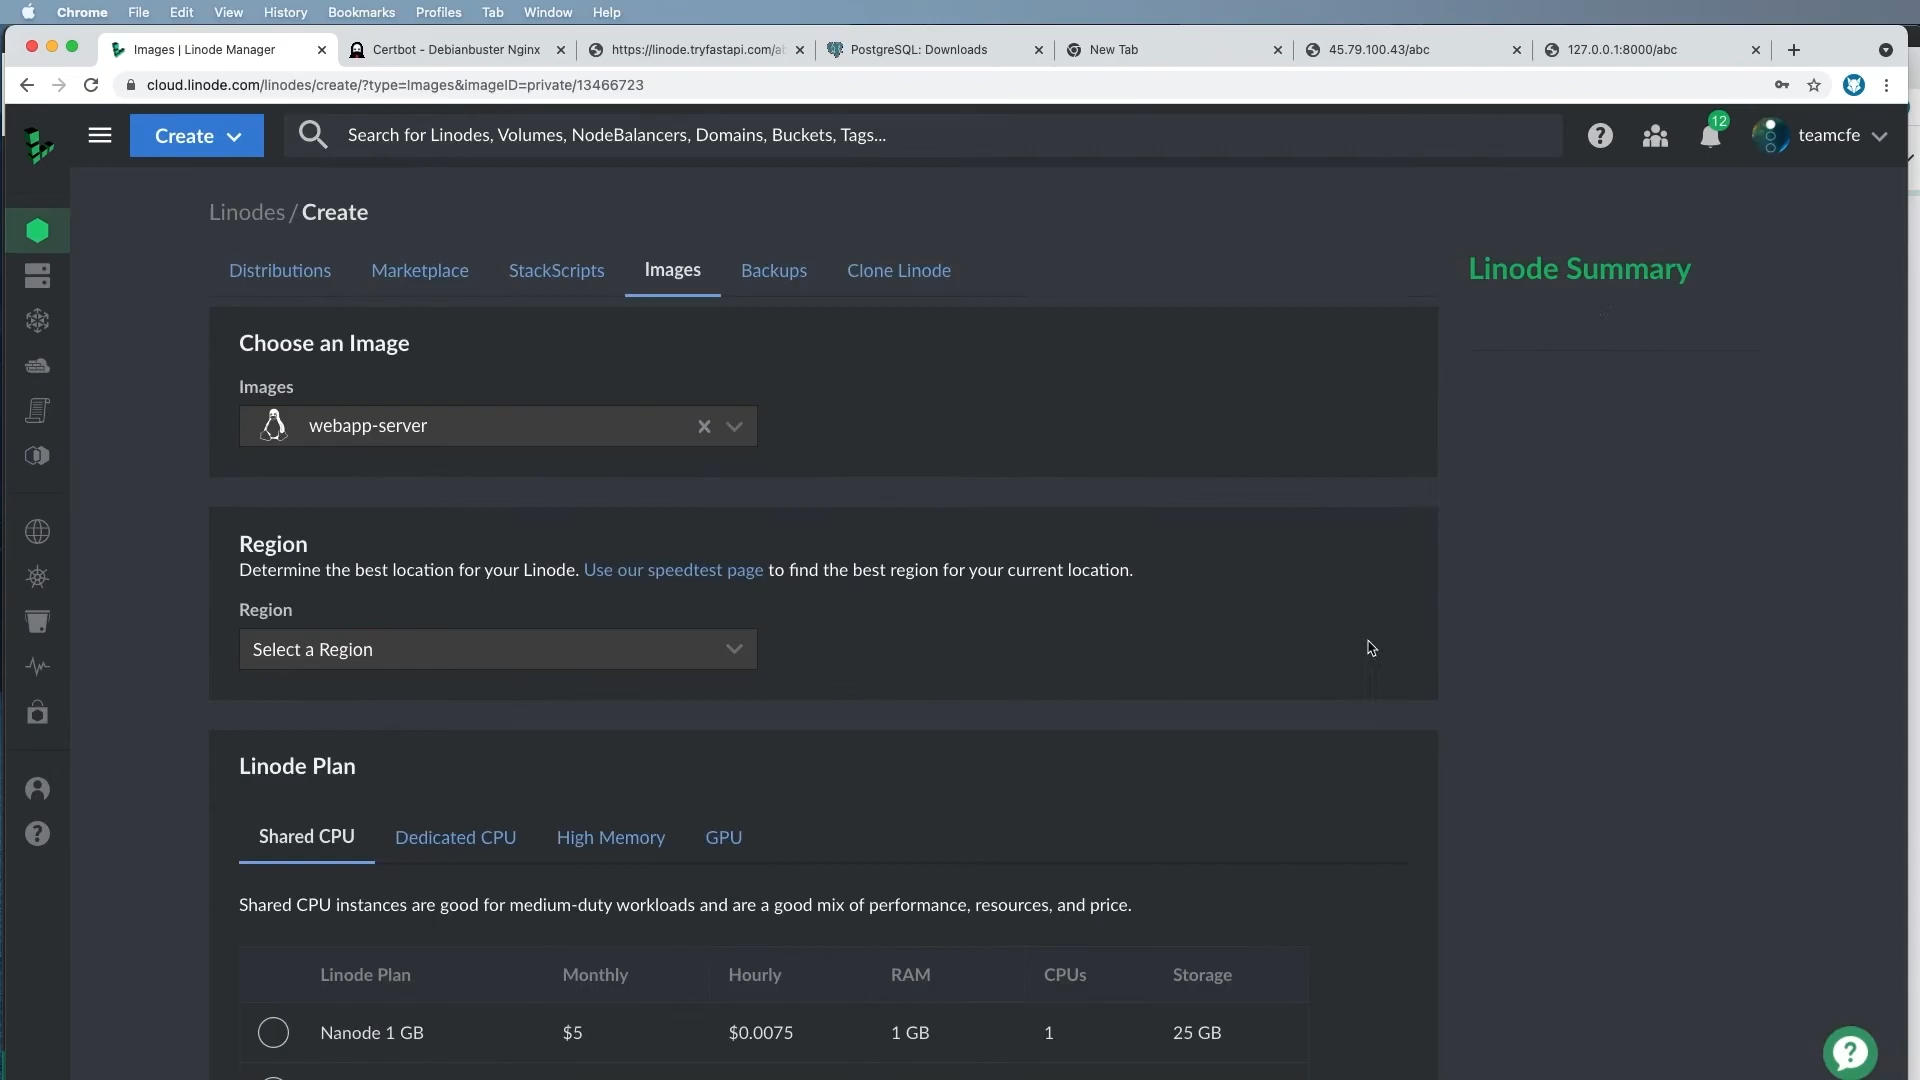 Chrome File Edit View History Bookmarks Profiles Tab Window Help
Images | Linode Manager
Certbot - Debianbuster Nginx
https://linode.tryfastapi.com/ab
PostgreSQL: Downloads
New Tab
45.79.100.43/abc
127.0.0.1:8000/abc
cloud.linode.com/linodes/create/?type=Images&imageID=private/13466723
Create
Search for Linodes, Volumes, NodeBalancers, Domains, Buckets, Tags...
12
teamcfe
Linodes / Create
Distributions Marketplace StackScripts Images Backups Clone Linode
Linode Summary
Choose an Image
Images
webapp-server
Region
Determine the best location for your Linode. Use our speedtest page to find the best region for your current location.
Region
Select a Region
Linode Plan
Shared CPU Dedicated CPU High Memory GPU
Shared CPU instances are good for medium-duty workloads and are a good mix of performance, resources, and price.
Linode Plan Monthly Hourly RAM CPUs Storage
Nanode 1 GB $5 $0.0075 1 GB 1 25 GB